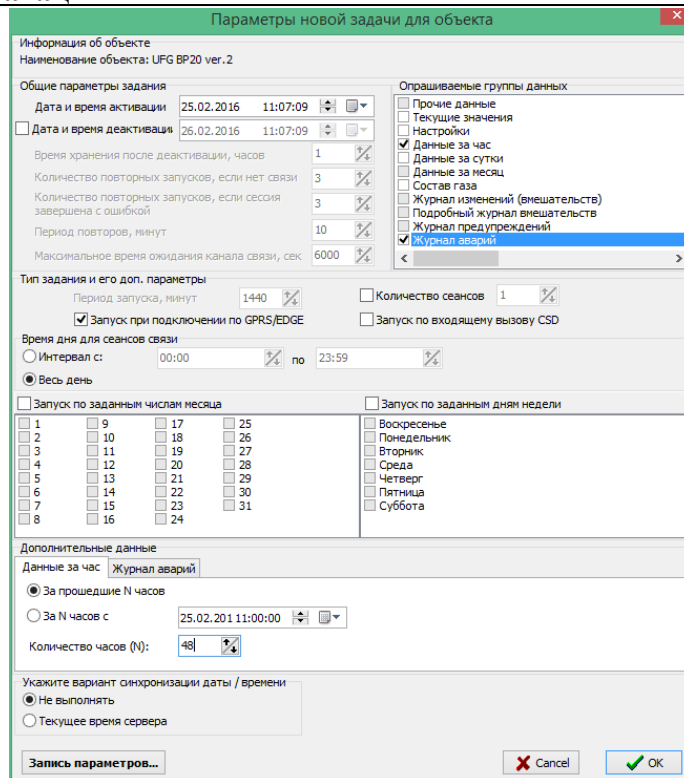 Параметры новой задачи для объекта
Информация об объекте
Наименование объекта: UFG BP20 ver.2
Общие параметры задания
Дата и время активации 25.02.2016 11:07:09
Дата и время деактиваци 26.02.2016 11:07:09
Время хранения после деактивации, часов 1
Количество повторных запусков, если нет связи 3
Количество повторных запусков, если сессия
завершена с ошибкой 3
Период повторов, минут 10
Максимальное время ожидания канала связи, сек 6000
Опрашиваемые группы данных
Прочие данные
Текущие значения
Настройки
Данные за час
Данные за сутки
Данные за месяц
Состав газа
Журнал изменений (вмешательств)
Подробный журнал вмешательств
Журнал предупреждений
Журнал аварий
Тип задания и его доп. параметры
Период запуска, минут 1440
Количество сеансов 1
Запуск при подключении по GPRS/EDGE
Запуск по входящему вызову CSD
Время дня для сеансов связи
Интервал с: 00:00 по 23:59
Весь день
Запуск по заданным числам месяца
1 9 17 25
2 10 18 26
3 11 19 27
4 12 20 28
5 13 21 29
6 14 22 30
7 15 23 31
8 16 24
Запуск по заданным дням недели
Воскресенье
Понедельник
Вторник
Среда
Четверг
Пятница
Суббота
Дополнительные данные
Данные за час Журнал аварий
За прошедшие N часов
За N часов с 25.02.201 11:00:00
Количество часов (N): 48
Укажите вариант синхронизации даты / времени
Не выполнять
Текущее время сервера
Запись параметров... Cancel OK